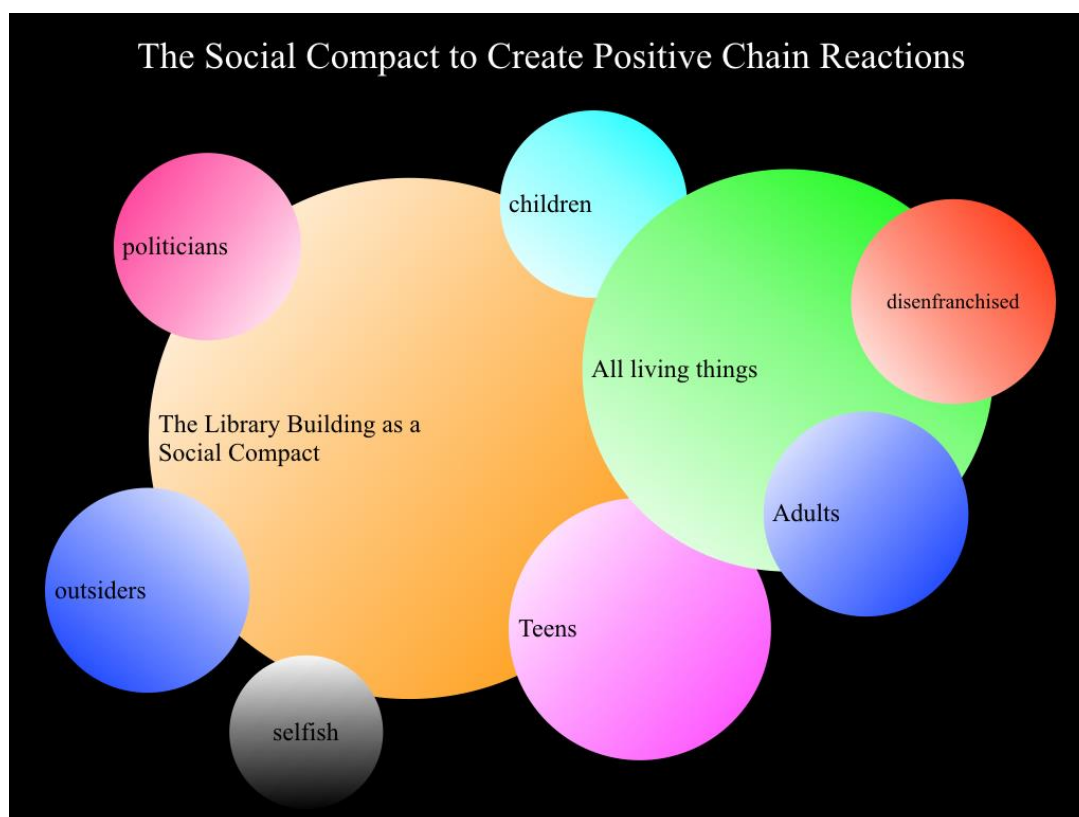 The Social Compact to Create Positive Chain Reactions
children
politicians
disenfranchised
All living things
The Library Building as a
Social Compact
Adults
outsiders
Teens
selfish